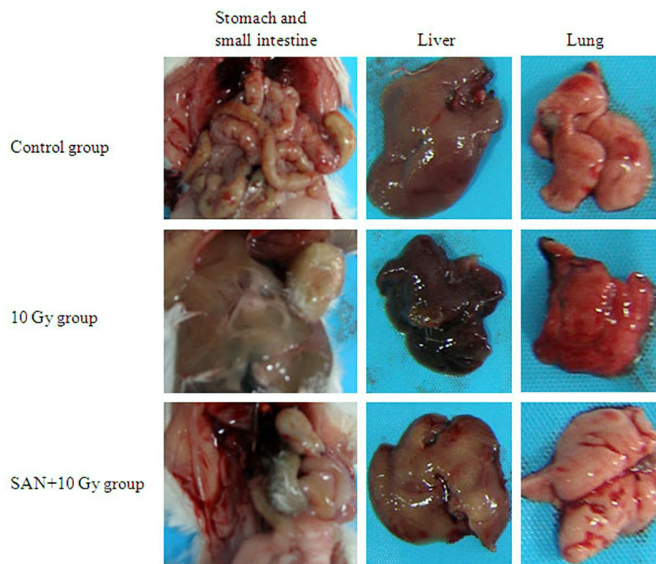 Stomach and
small intestine
Liver
Lung
Control group
10 Gy group
SAN+10 Gy group